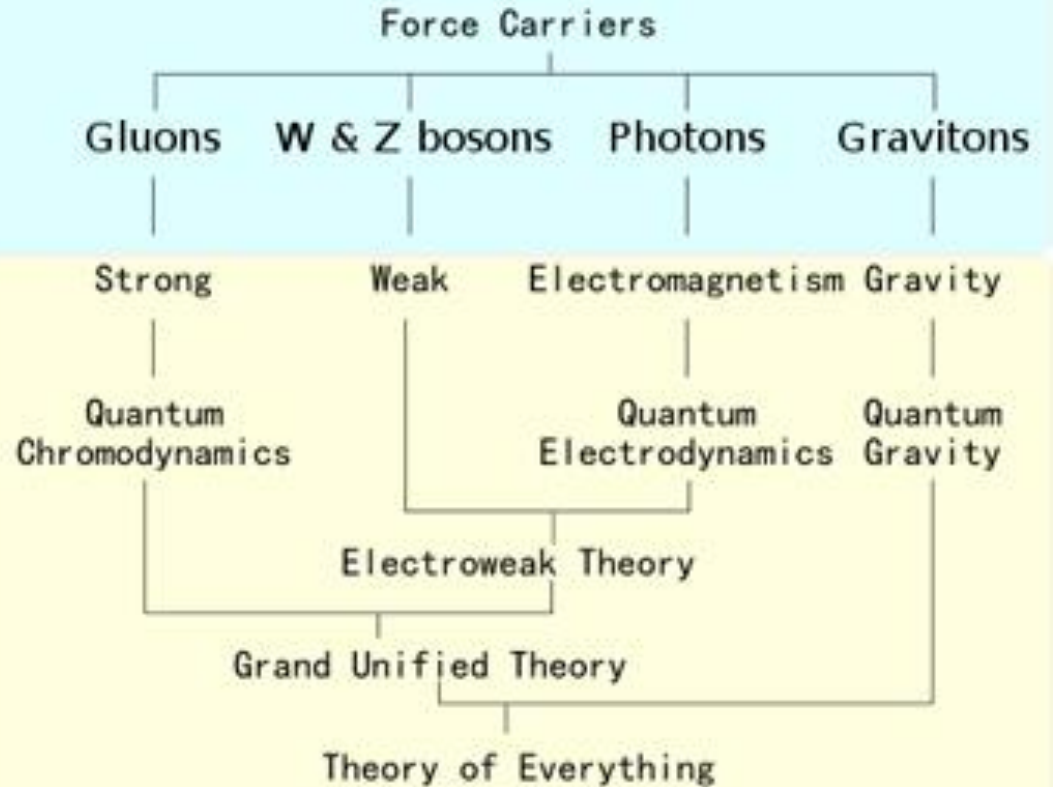 Force Carriers
Gluons W & Z bosons Photons Gravitons
Strong Weak Electromagnetism Gravity
Quantum Chromodynamics
Quantum Electrodynamics
Quantum Gravity
Electroweak Theory
Grand Unified Theory
Theory of Everything